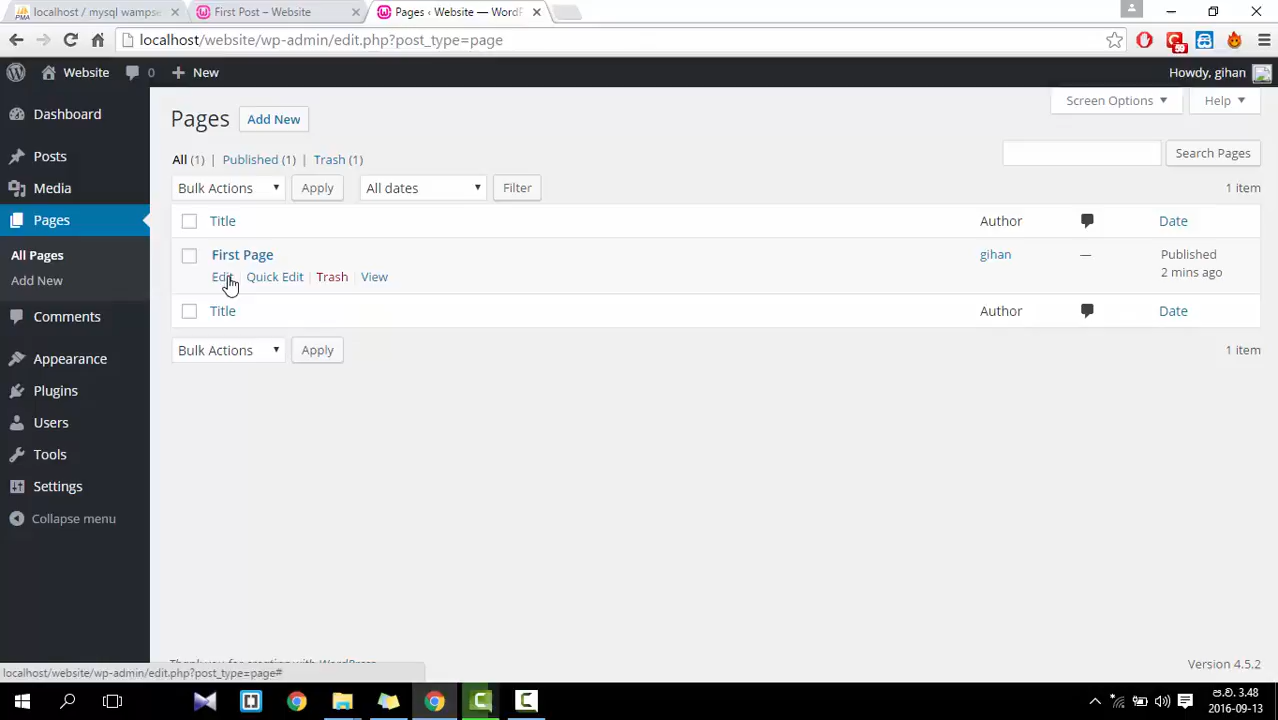 localhost / mysql wampse
First Post – Website
Pages ‹ Website — WordP
localhost/website/wp-admin/edit.php?post_type=page
Website 0 New Howdy, gihan
Screen Options Help
Dashboard
Posts
Media
Pages
All Pages
Add New
Comments
Appearance
Plugins
Users
Tools
Settings
Collapse menu
Pages Add New
All (1) | Published (1) | Trash (1)
Search Pages
Bulk Actions Apply All dates Filter 1 item
Title Author Date
First Page gihan — Published
Edit Quick Edit | Trash | View 2 mins ago
Title Author Date
Bulk Actions Apply 1 item
Thank you for creating with WordPress.
Version 4.5.2
localhost/website/wp-admin/edit.php?post_type=page#
ප.ව. 3.48
2016-09-13